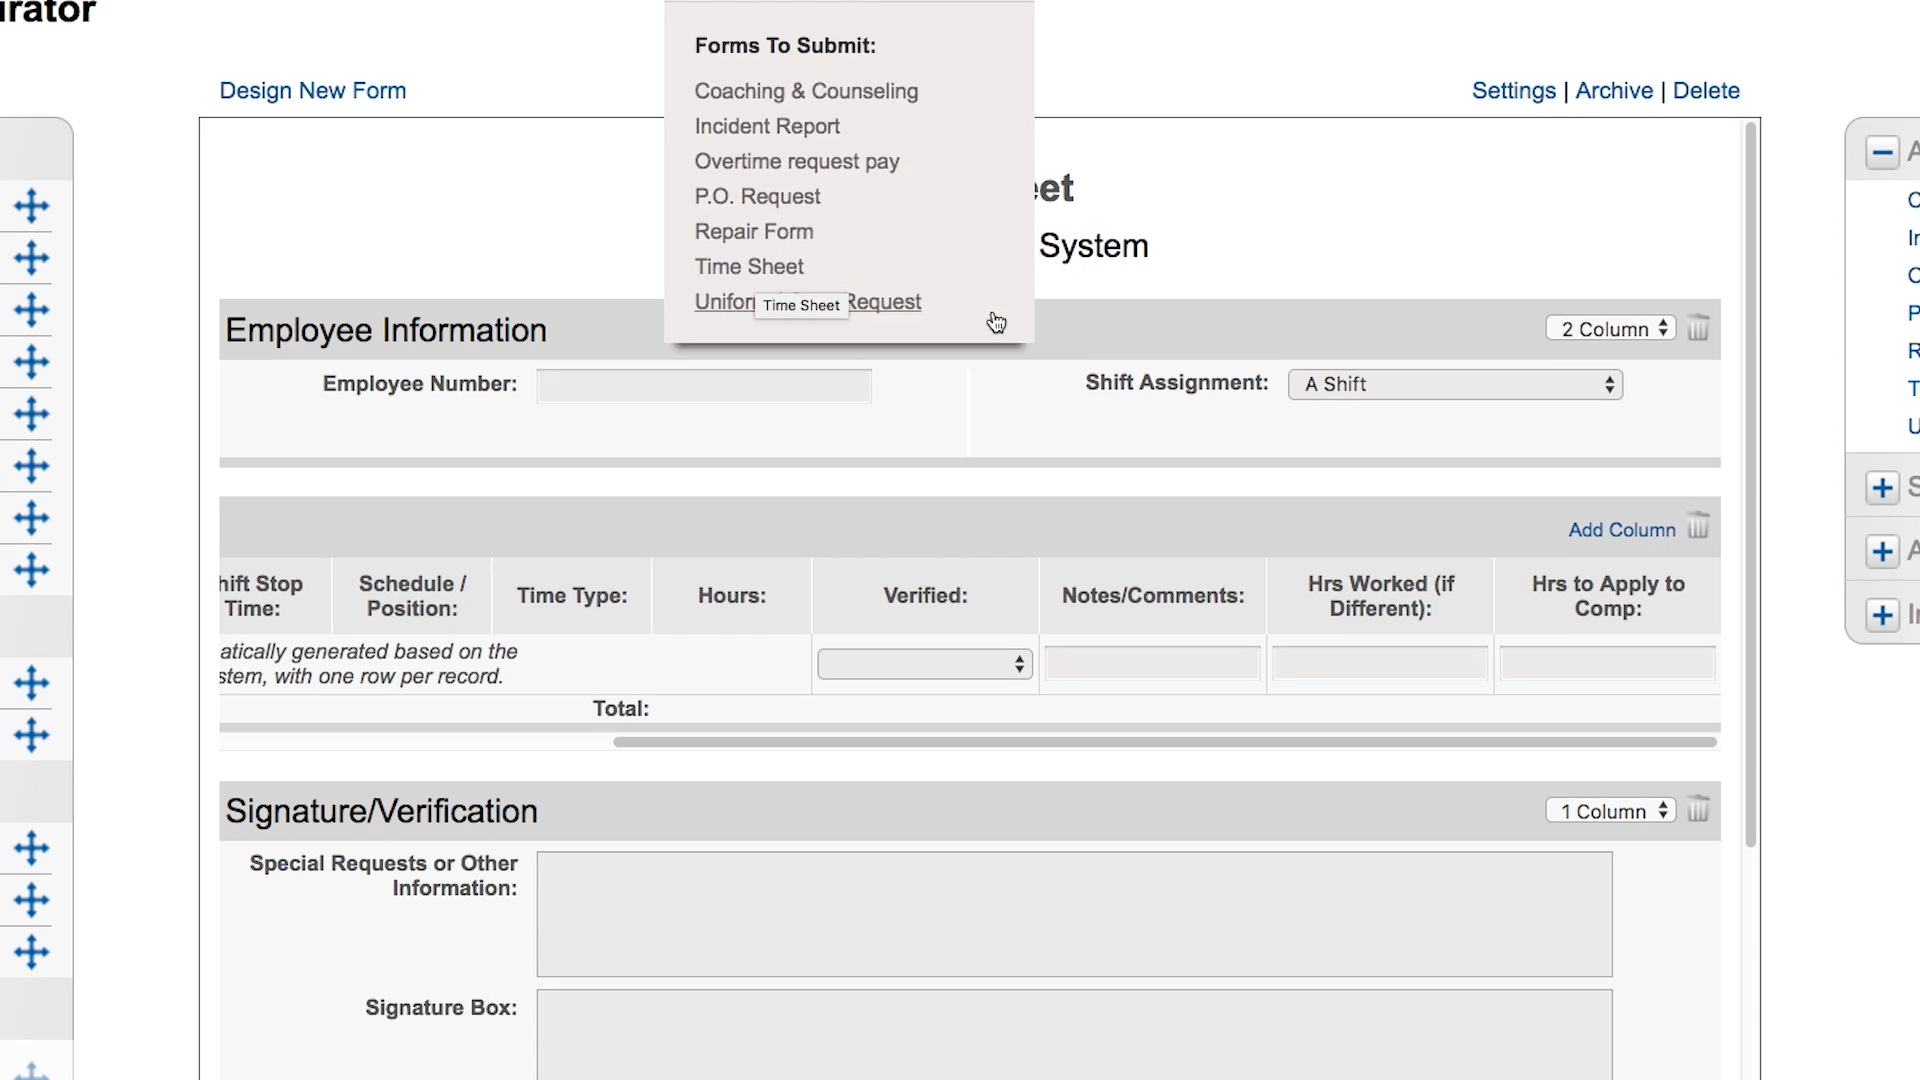 rator
Forms To Submit:
Design New Form
Settings | Archive | Delete
Coaching & Counseling
Incident Report
Overtime request pay
P.O. Request
Repair Form
Time Sheet
Request
Time Sheet
eet
System
Employee Information
2 Column
Employee Number:
Shift Assignment:
A Shift
Add Column
hift Stop
Time:
Schedule /
Position:
Time Type:
Hours:
Verified:
Notes/Comments:
Hrs Worked (if
Different):
Hrs to Apply to
Comp:
atically generated based on the
stem, with one row per record.
Total:
Signature/Verification
1 Column
Special Requests or Other
Information:
Signature Box: